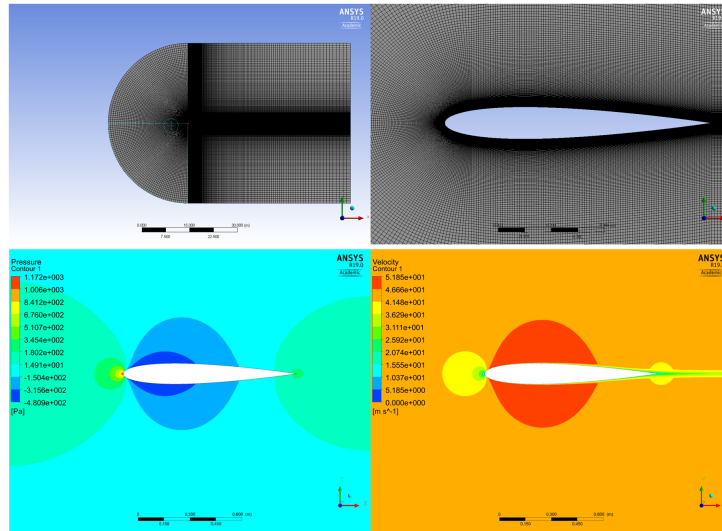 ANSYS
R19.0
Academic
0.000
15.000
30.000 (m)
7.500
22.500
ANSYS
R19.0
Academic
Pressure
Contour 1
1.172e+003
1.006e+003
8.412e+002
6.760e+002
5.107e+002
3.454e+002
1.802e+002
1.491e+001
-1.504e+002
-3.156e+002
-4.809e+002
[Pa]
ANSYS
R19.0
Academic
0
0.300
0.600 (m)
0.150
0.450
Velocity
Contour 1
5.185e+001
4.666e+001
4.148e+001
3.629e+001
3.111e+001
2.592e+001
2.074e+001
1.555e+001
1.037e+001
5.185e+000
0.000e+000
[m s^-1]
ANSYS
R19.0
Academic
0
0.300
0.600 (m)
0.150
0.450